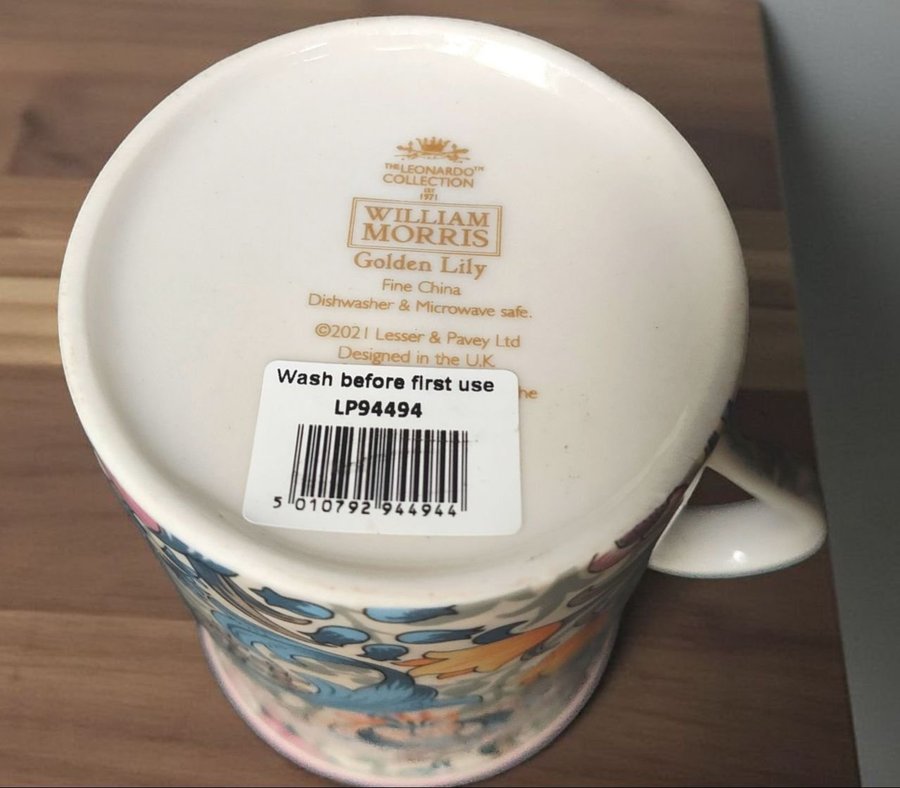 THE LEONARDO™
COLLECTION
EST
1971
WILLIAM
MORRIS
Golden Lily
Fine China
Dishwasher & Microwave safe.
©2021 Lesser & Pavey Ltd
Designed in the U.K.
Wash before first use
LP94494
5 010792 944944